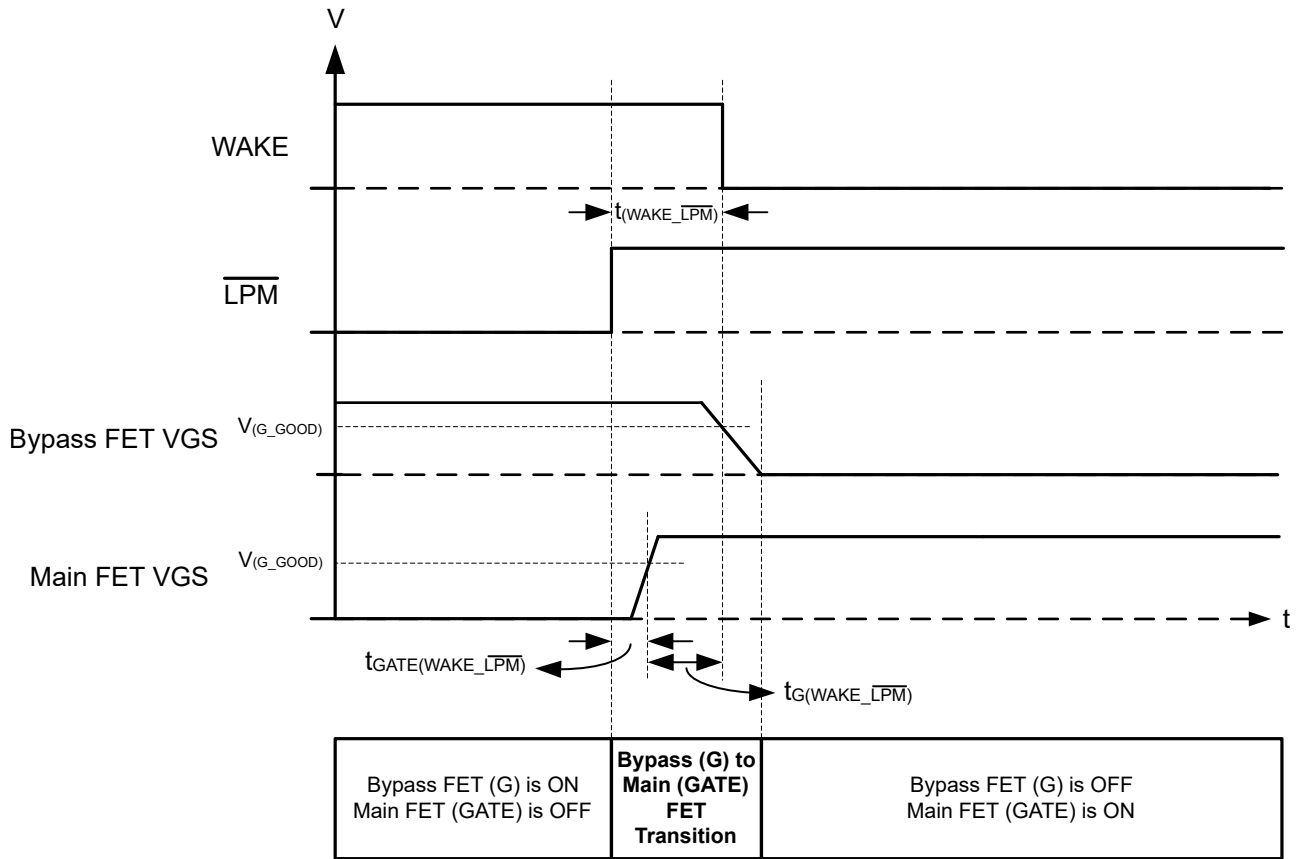 V
WAKE
t(WAKE_LPM)
LPM
V(G_GOOD)
Bypass FET VGS
V(G_GOOD)
Main FET VGS
t
tGATE(WAKE_LPM)
tG(WAKE_LPM)
Bypass FET (G) is ON
Main FET (GATE) is OFF
Bypass (G) to
Main (GATE)
FET
Transition
Bypass FET (G) is OFF
Main FET (GATE) is ON